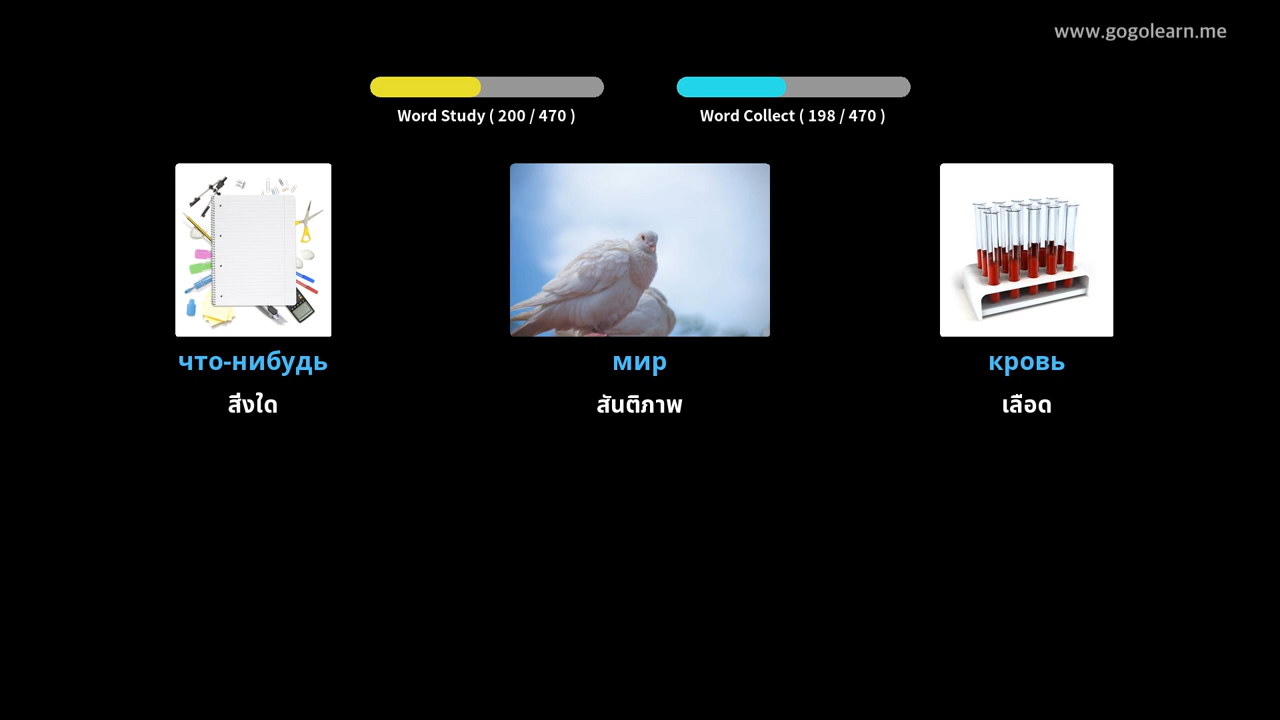 www.gogolearn.me
Word Study ( 200 / 470 )
Word Collect ( 198 / 470 )
что-нибудь
мир
кровь
สีงใด
สันติภาพ
เลือด